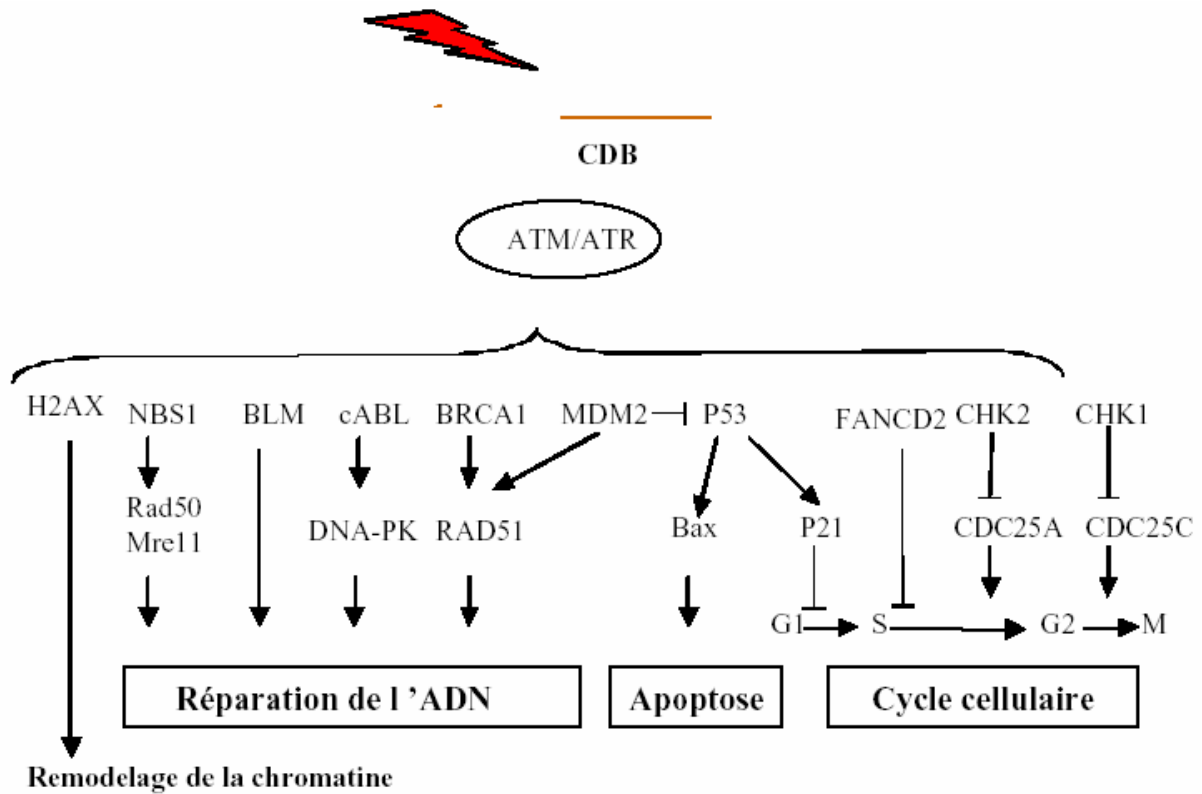 CDB
ATM/ATR
H2AX NBS1 BLM cABL BRCA1 MDM2 P53 FANCD2 CHK2 CHK1
Rad50
Mre11 DNA-PK RAD51 Bax P21 CDC25A CDC25C
G1 S G2 M
Réparation de l ’ADN Apoptose Cycle cellulaire
Remodelage de la chromatine